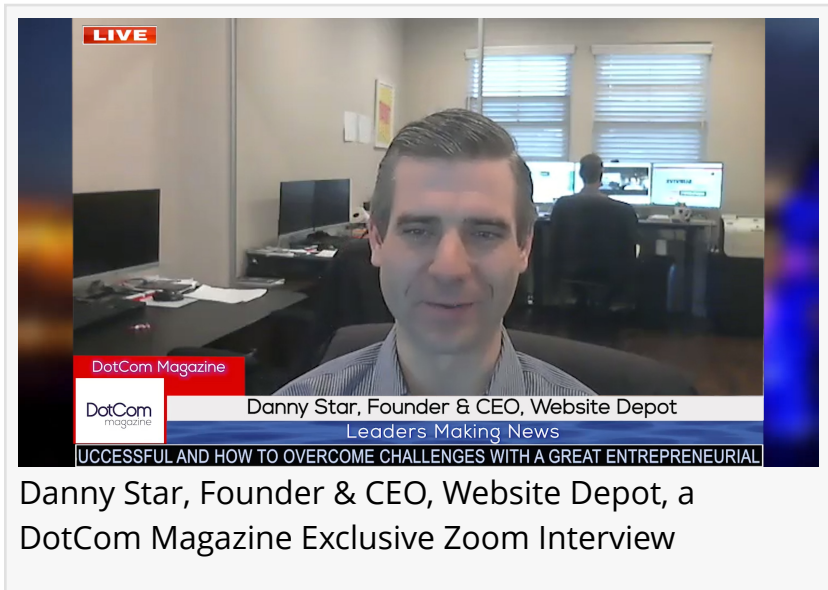 LIVE
DotCom Magazine
DotCom
magazine
Danny Star, Founder & CEO, Website Depot
Leaders Making News
UCCESSFUL AND HOW TO OVERCOME CHALLENGES WITH A GREAT ENTREPRENEURIAL
Danny Star, Founder & CEO, Website Depot, a
DotCom Magazine Exclusive Zoom Interview